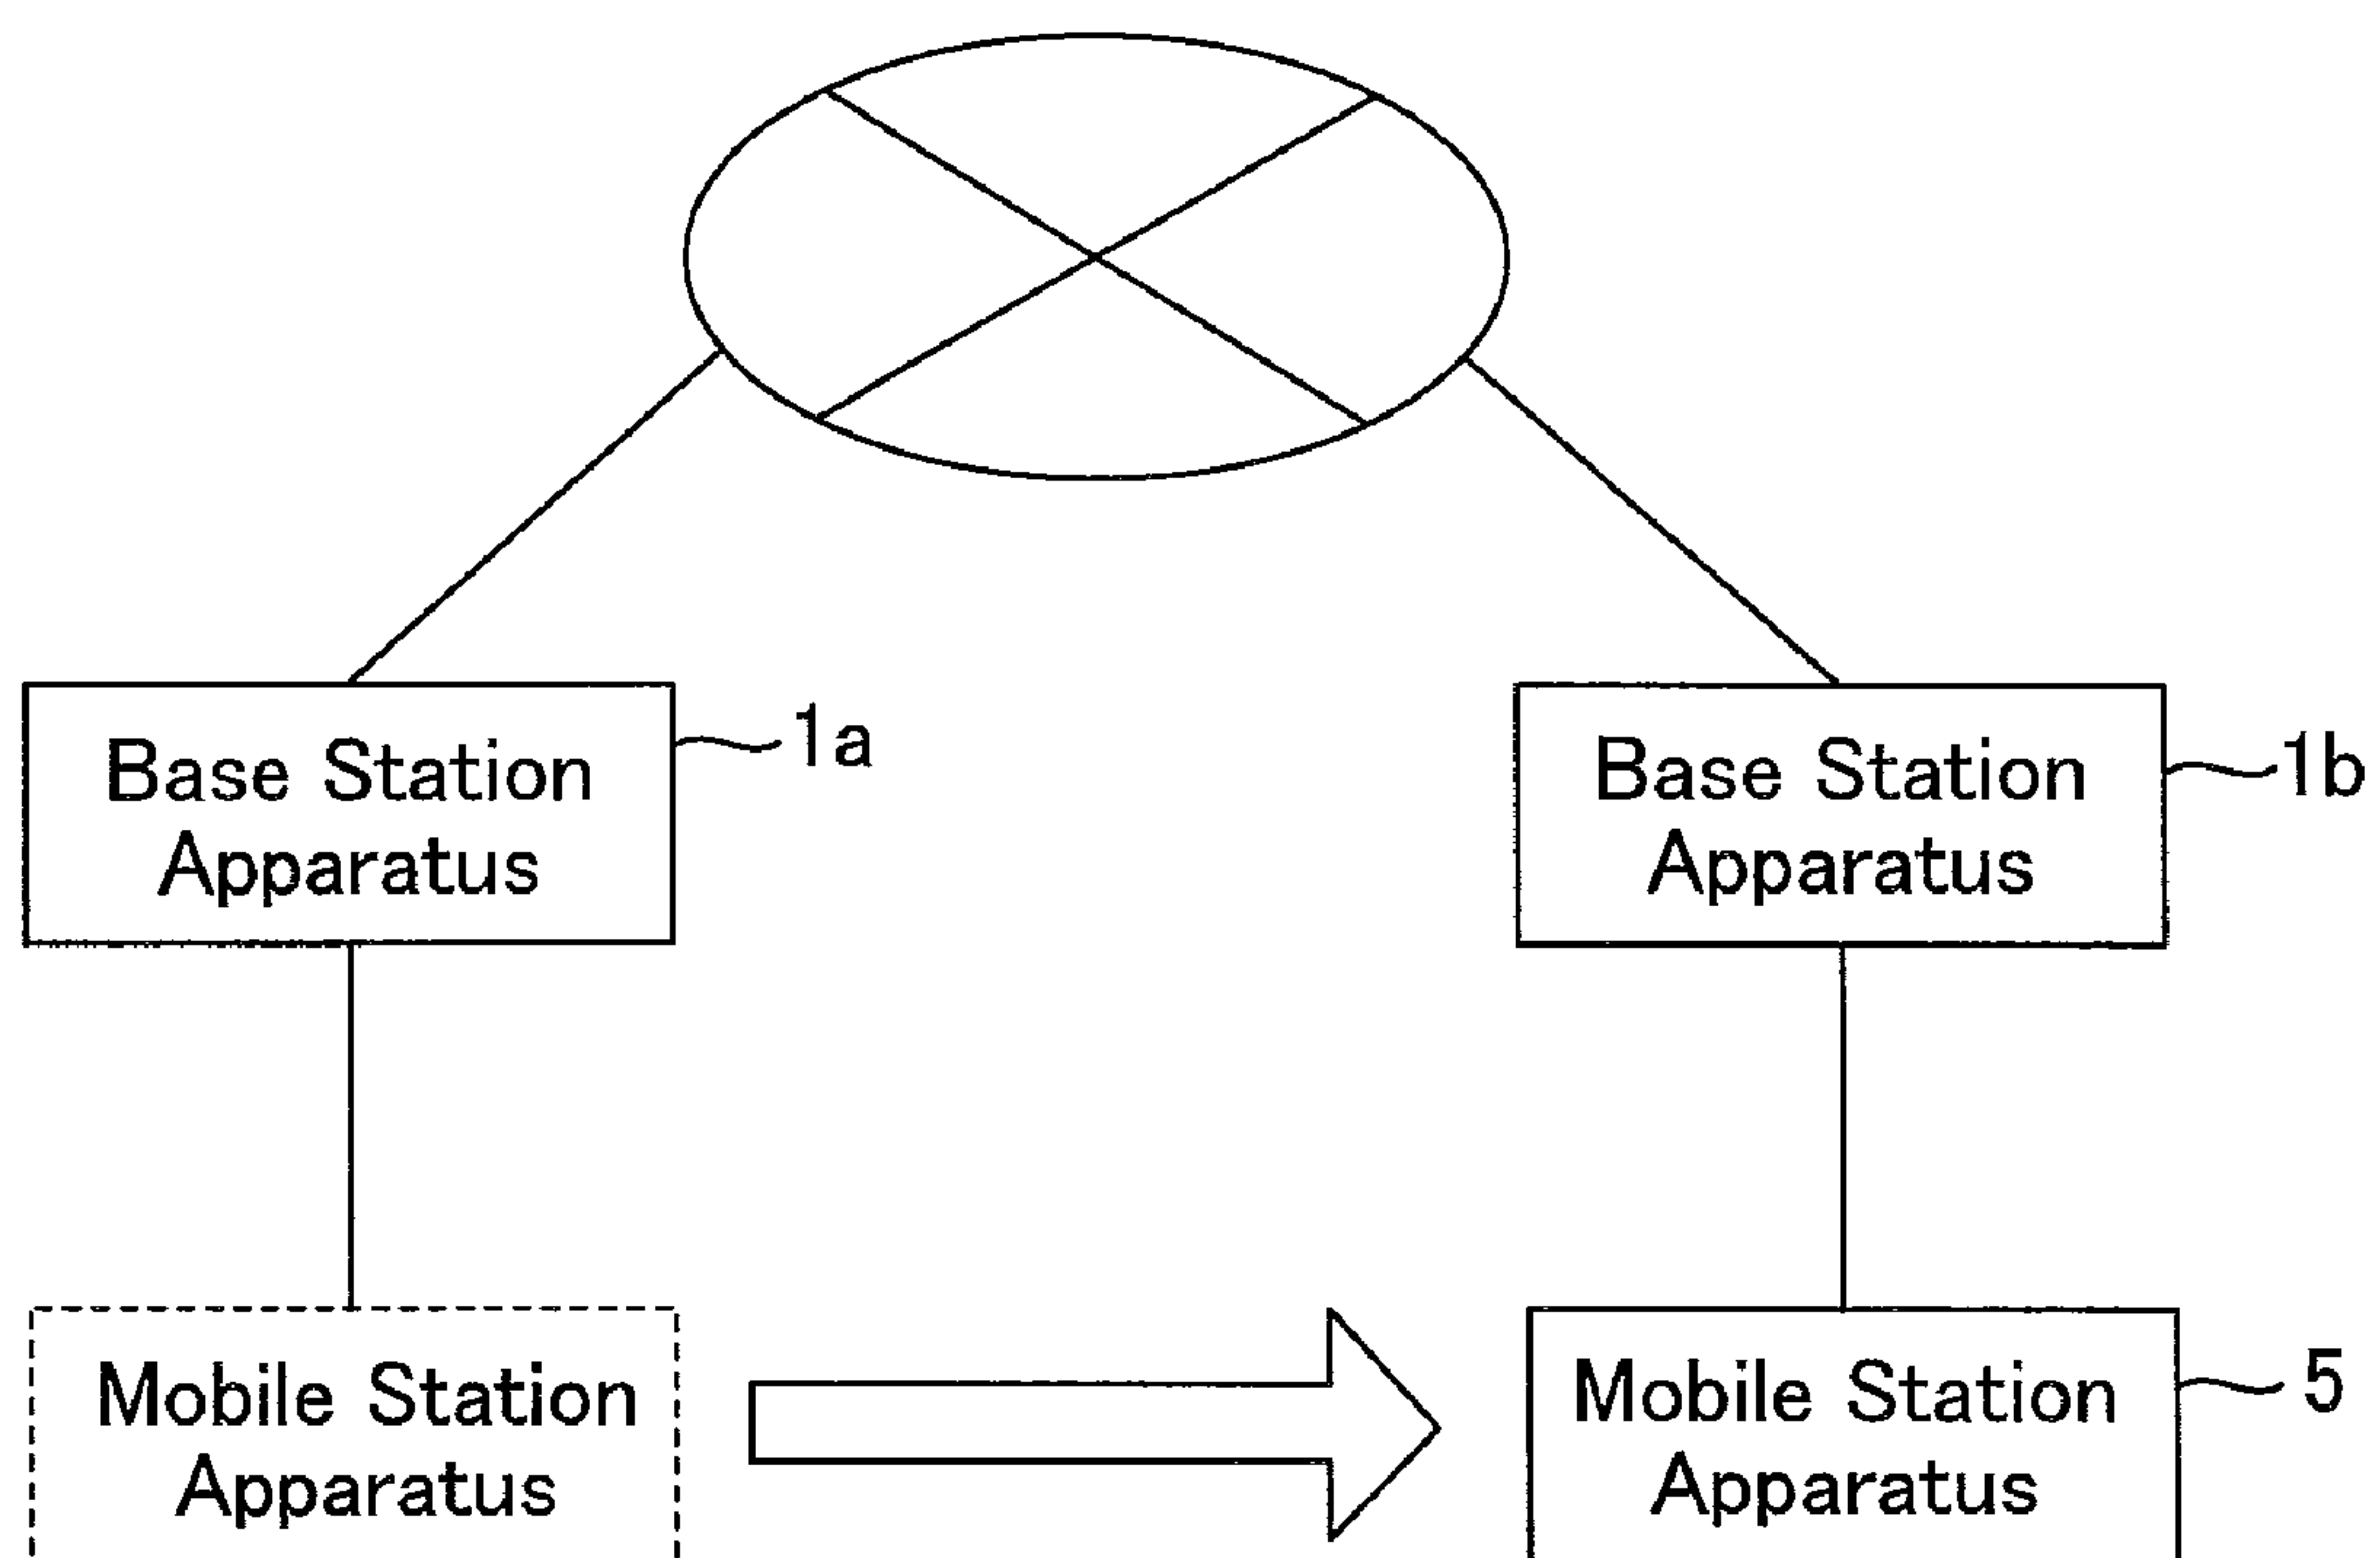 Base Station
Apparatus
1a
Base Station
Apparatus
1b
Mobile Station
Apparatus
Mobile Station
Apparatus
5